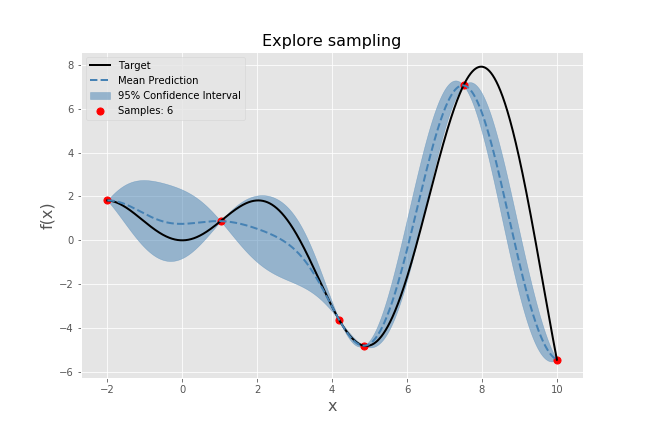 Explore sampling
Target
Mean Prediction
95% Confidence Interval
Samples: 6
f(x)
8
6
4
2
0
−2
−4
−6
−2
0
2
4
6
8
10
x